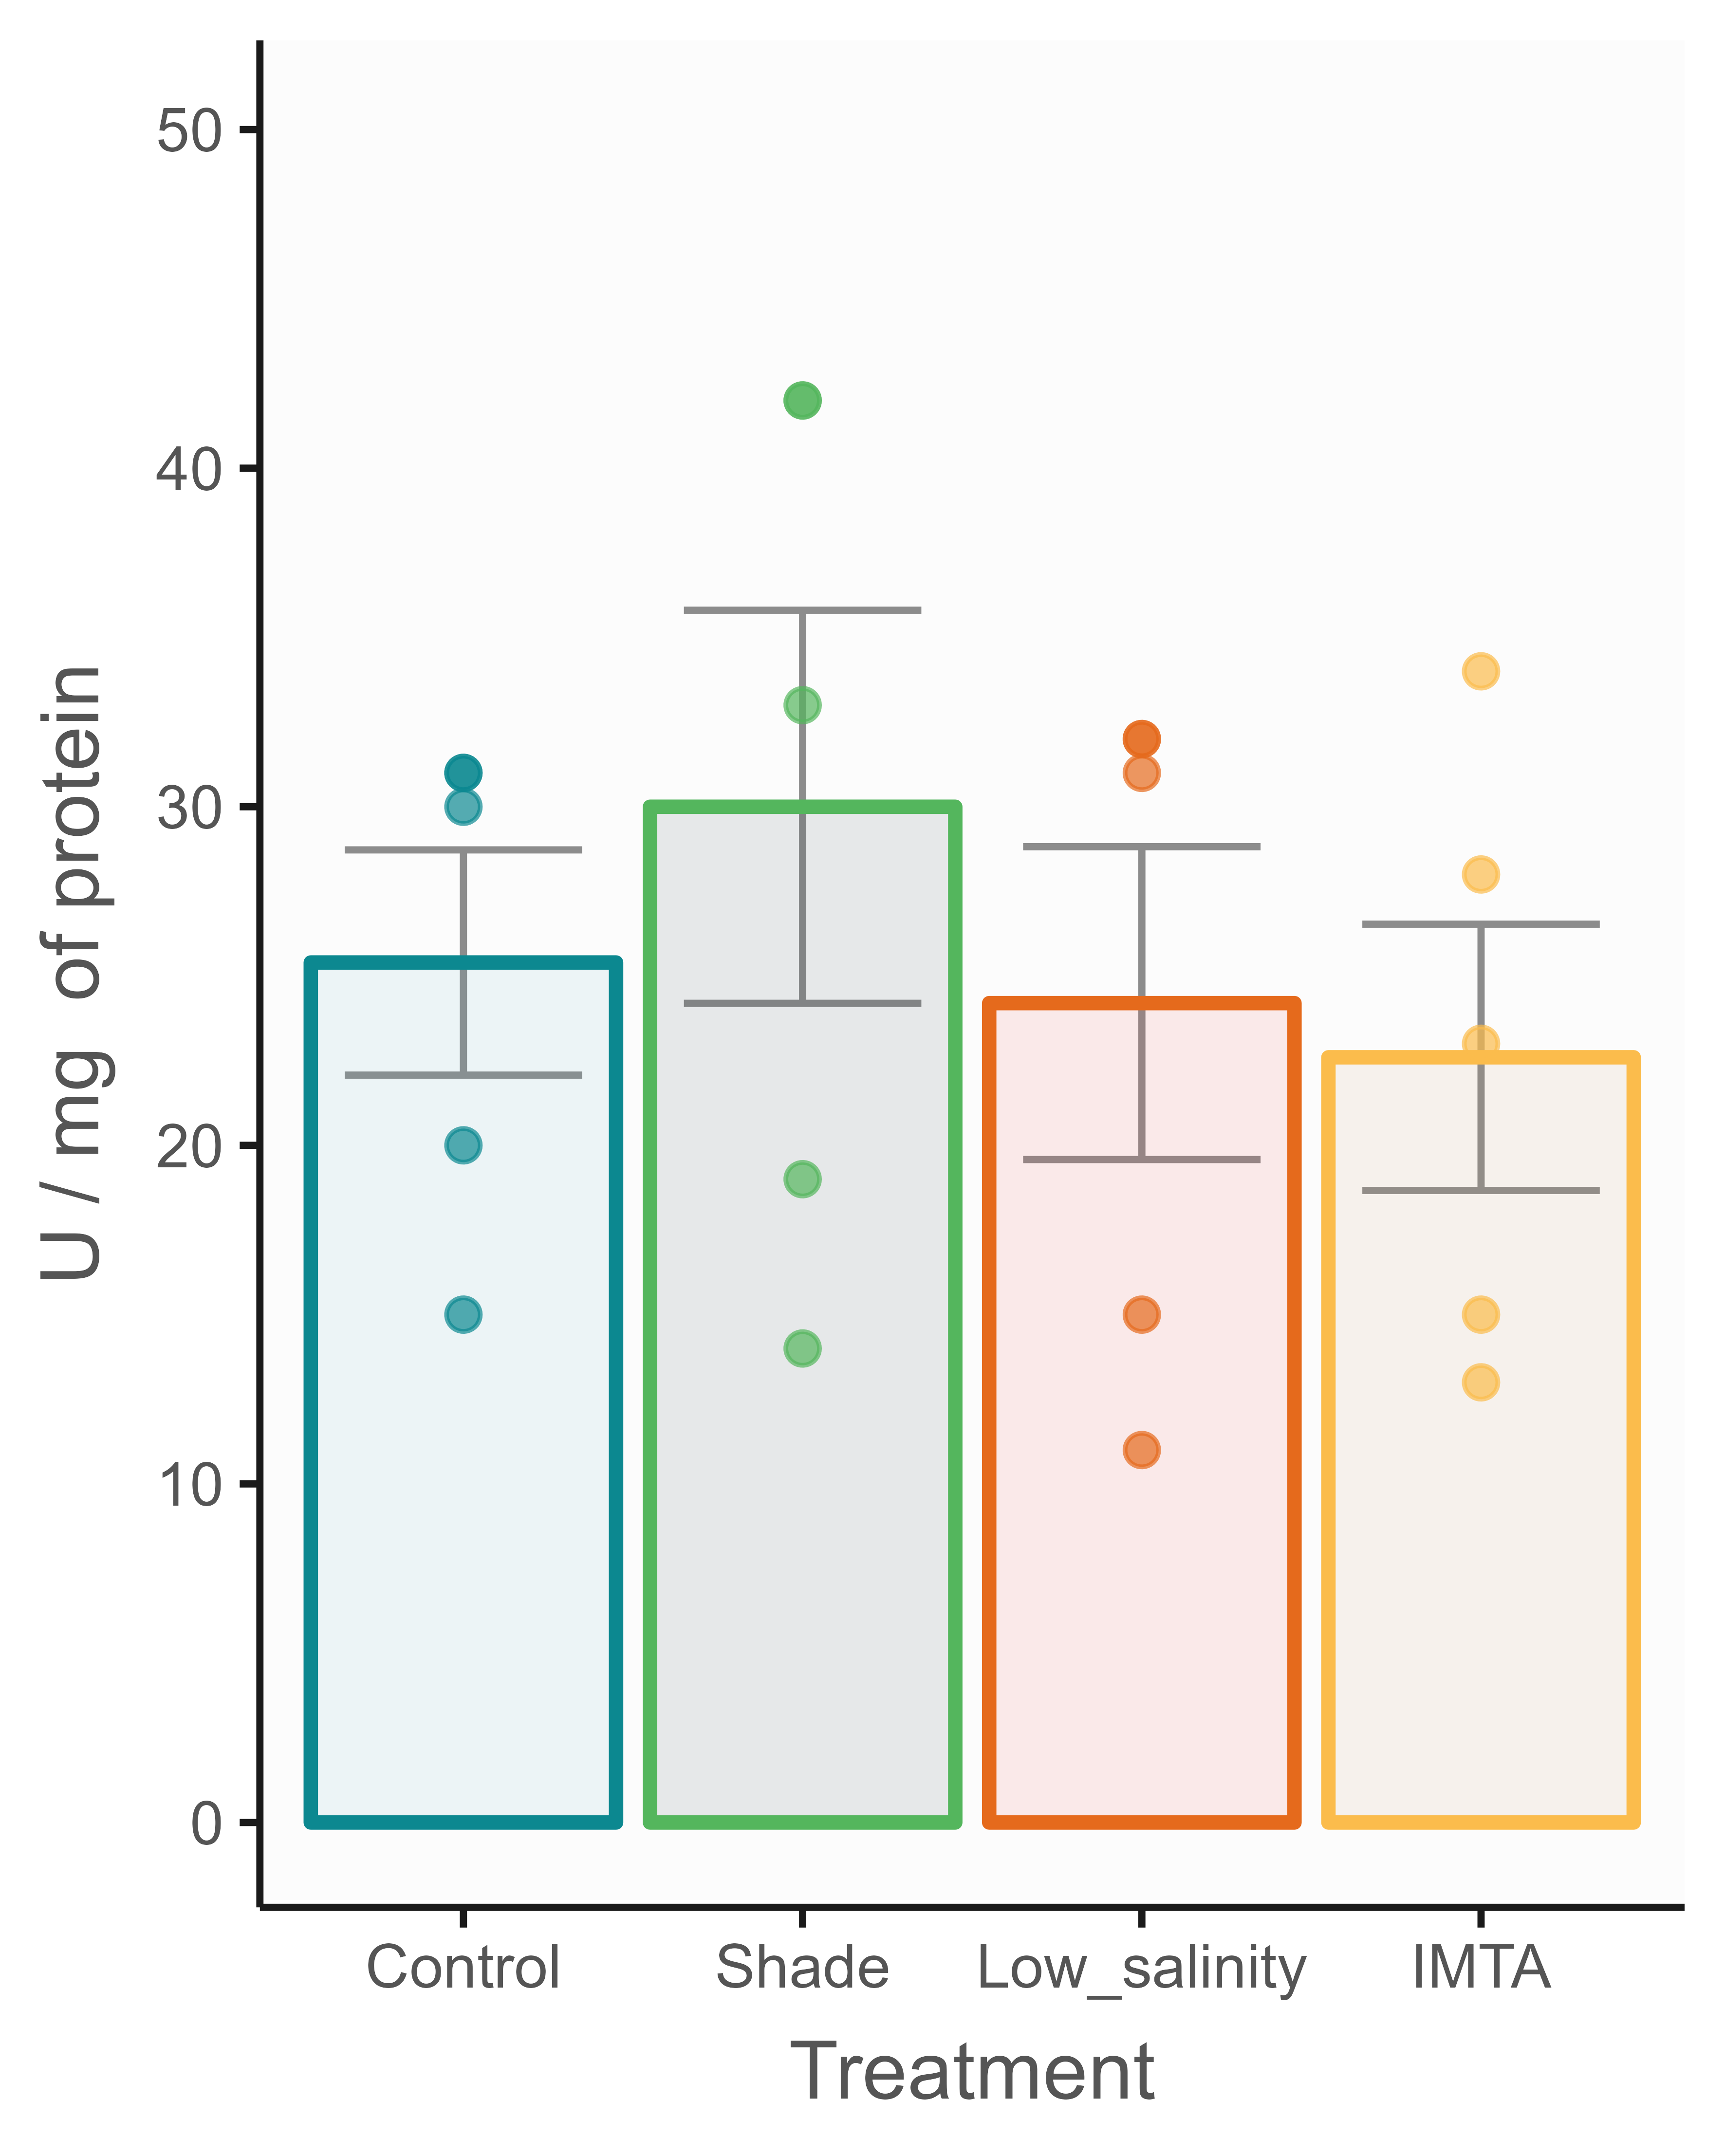 U / mg of protein
50
40
30
20
10
0
Control Shade Low_salinity IMTA
Treatment